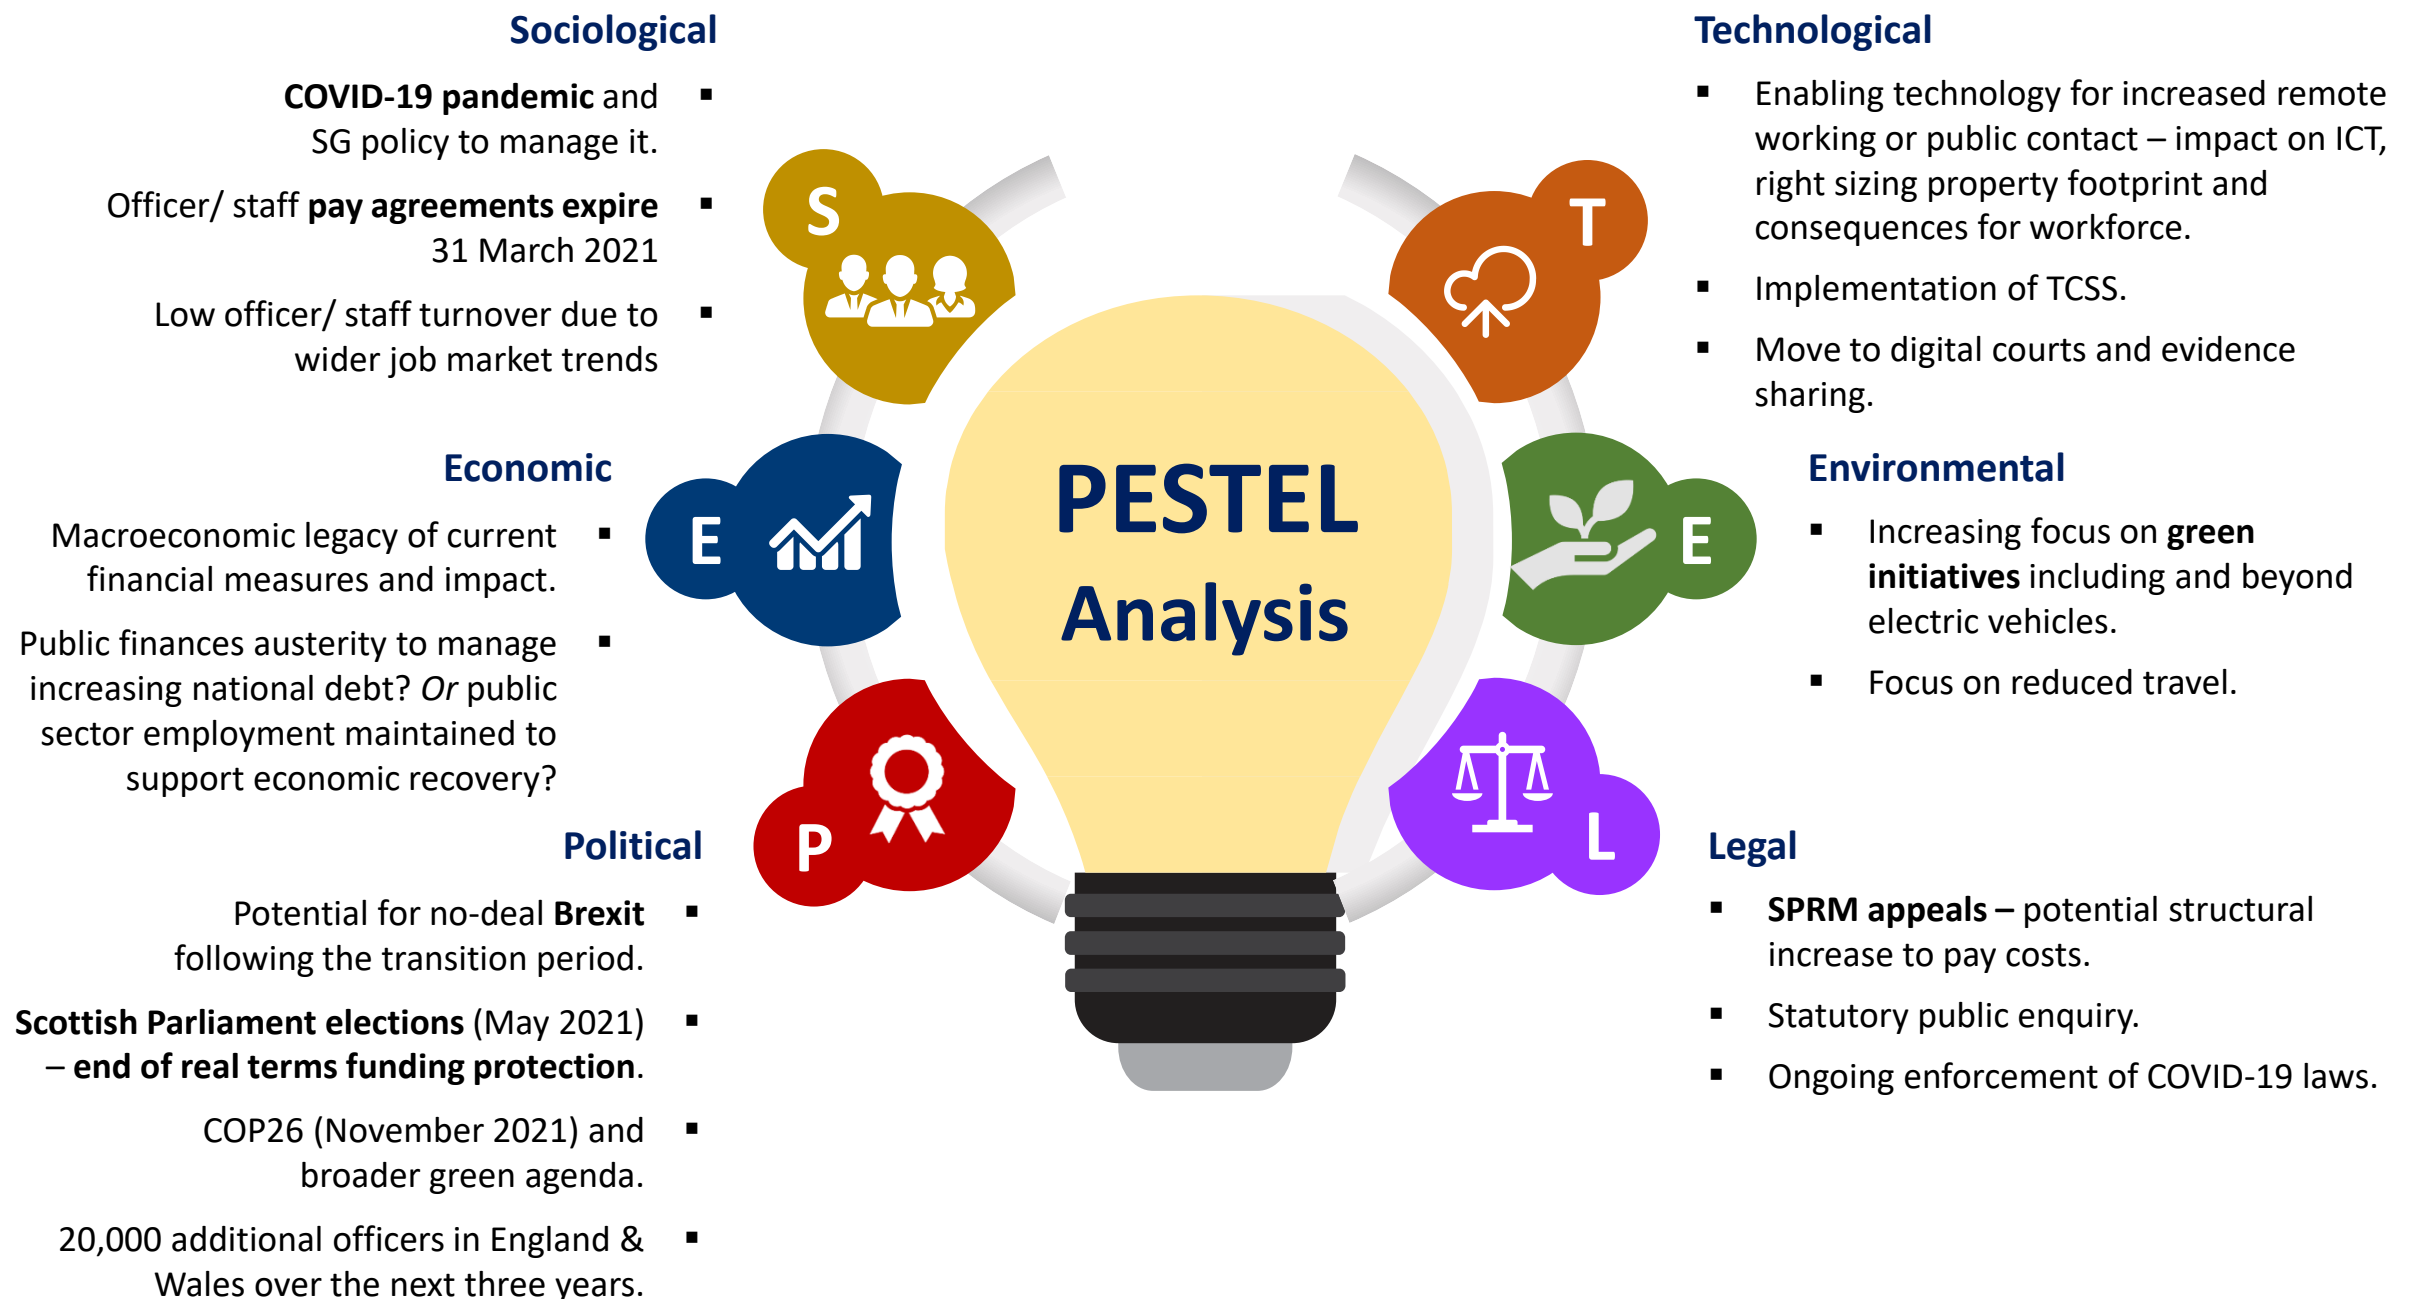 Sociological
▪ COVID-19 pandemic and
SG policy to manage it.
▪ Officer/ staff pay agreements expire
31 March 2021
▪ Low officer/ staff turnover due to
wider job market trends
Economic
▪ Macroeconomic legacy of current
financial measures and impact.
▪ Public finances austerity to manage
increasing national debt? Or public
sector employment maintained to
support economic recovery?
Political
▪ Potential for no-deal Brexit
following the transition period.
▪ Scottish Parliament elections (May 2021)
– end of real terms funding protection.
▪ COP26 (November 2021) and
broader green agenda.
▪ 20,000 additional officers in England &
Wales over the next three years.
S
E
P
PESTEL
Analysis
T
E
L
Technological
▪ Enabling technology for increased remote
working or public contact – impact on ICT,
right sizing property footprint and
consequences for workforce.
▪ Implementation of TCSS.
▪ Move to digital courts and evidence
sharing.
Environmental
▪ Increasing focus on green
initiatives including and beyond
electric vehicles.
▪ Focus on reduced travel.
Legal
▪ SPRM appeals – potential structural
increase to pay costs.
▪ Statutory public enquiry.
▪ Ongoing enforcement of COVID-19 laws.